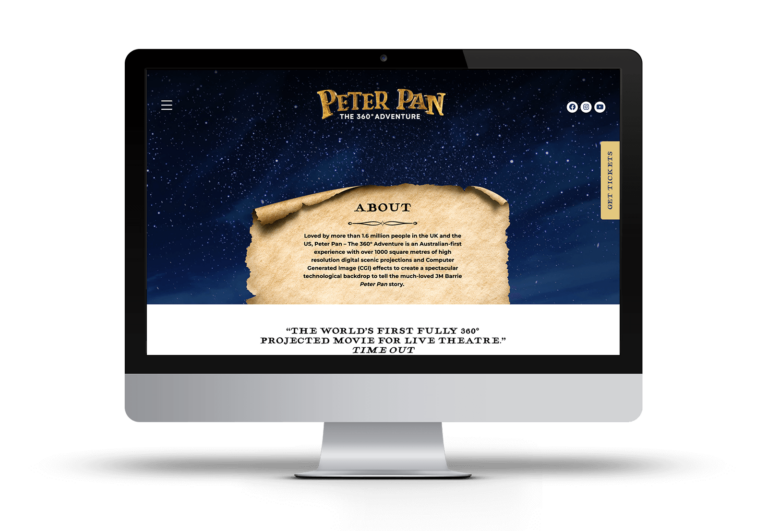 PETER PAN
THE 360° ADVENTURE
GET TICKETS
ABOUT
Loved by more than 1.6 million people in the UK and the
US, Peter Pan – The 360° Adventure is an Australian-first
experience with over 1000 square metres of high
resolution digital scenic projections and Computer
Generated Image (CGI) effects to create a spectacular
technological backdrop to tell the much-loved JM Barrie
Peter Pan story.
“THE WORLD'S FIRST FULLY 360°
PROJECTED MOVIE FOR LIVE THEATRE.”
TIME OUT